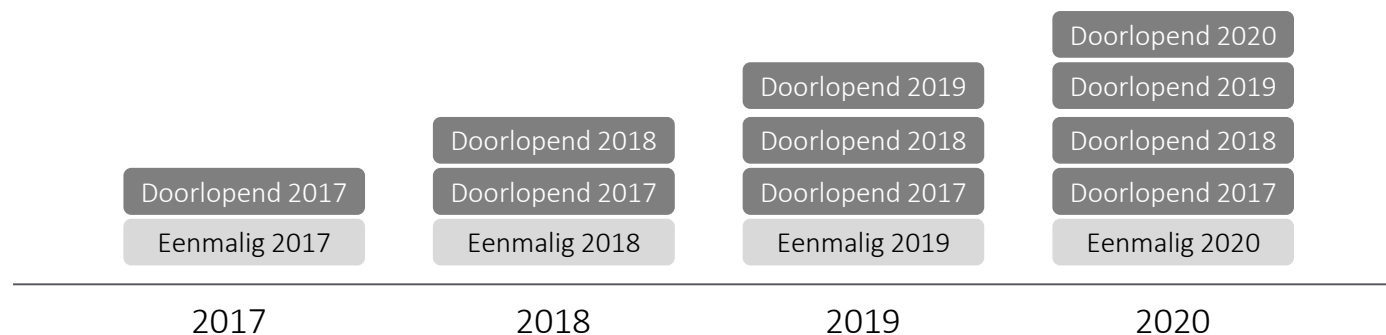 Doorlopend 2020
Doorlopend 2019 Doorlopend 2019
Doorlopend 2018 Doorlopend 2018 Doorlopend 2018
Doorlopend 2017 Doorlopend 2017 Doorlopend 2017 Doorlopend 2017
Eenmalig 2017 Eenmalig 2018 Eenmalig 2019 Eenmalig 2020
2017 2018 2019 2020